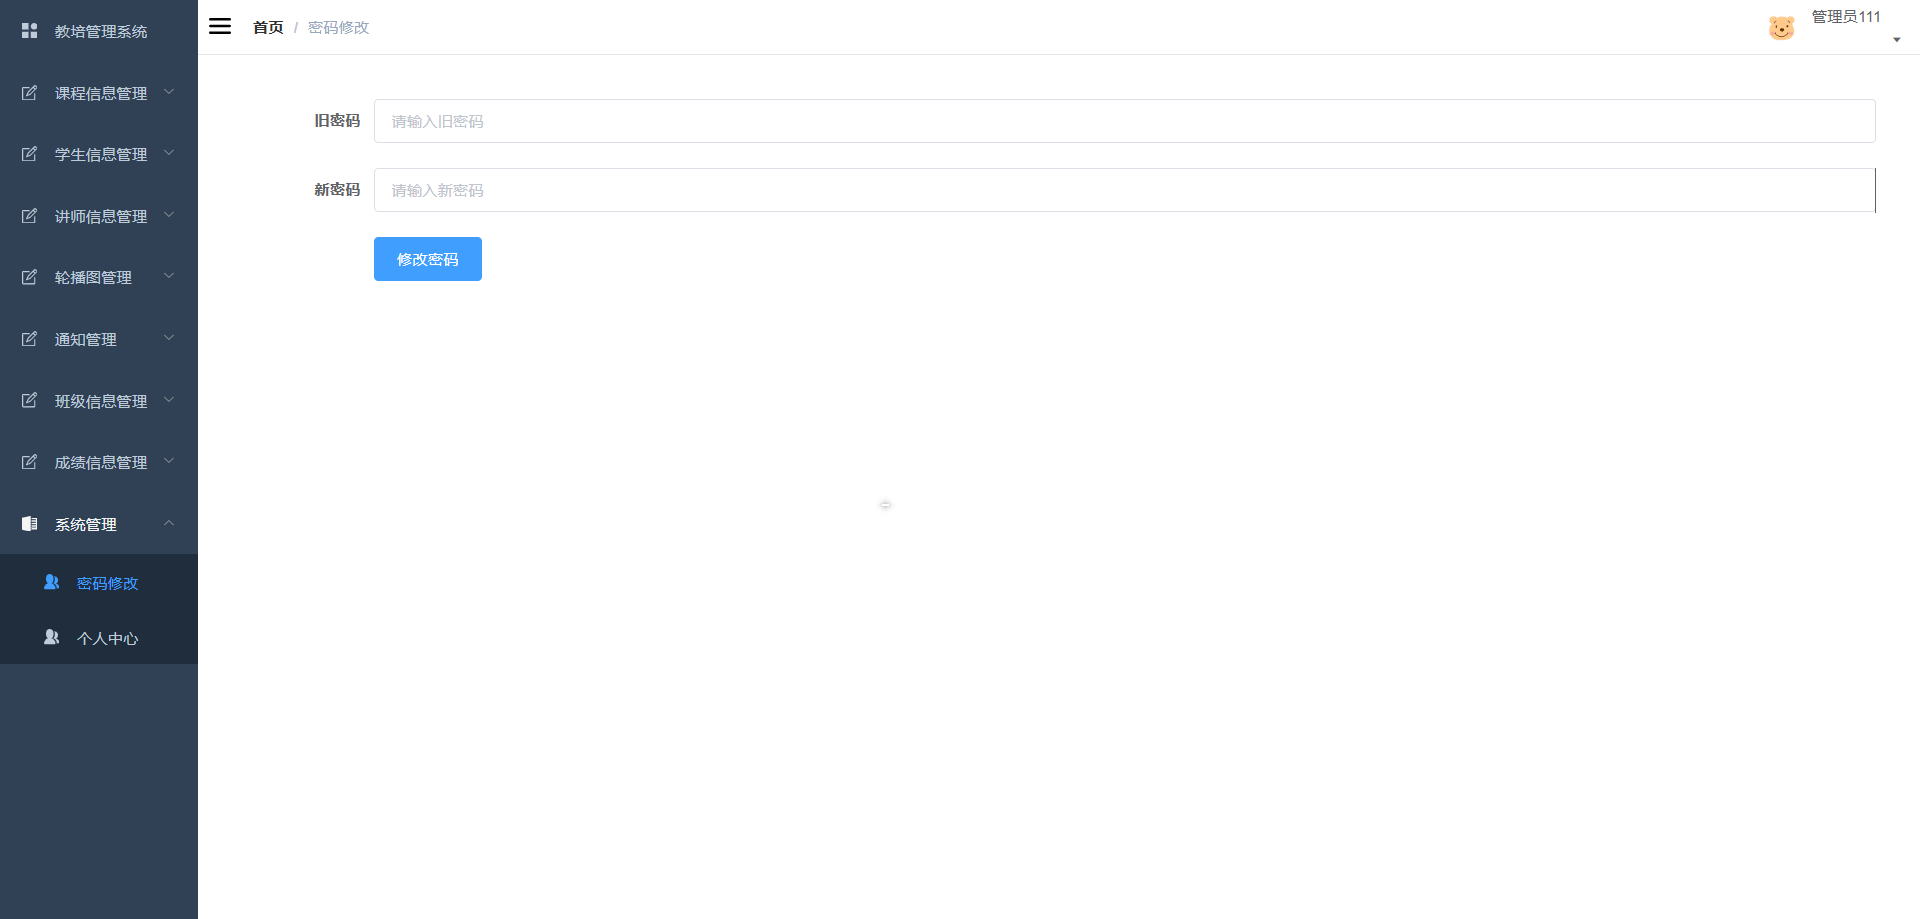 教培管理系统
课程信息管理
学生信息管理
讲师信息管理
轮播图管理
通知管理
班级信息管理
成绩信息管理
系统管理
密码修改
个人中心
首页 / 密码修改
管理员111
旧密码 请输入旧密码
新密码 请输入新密码
修改密码